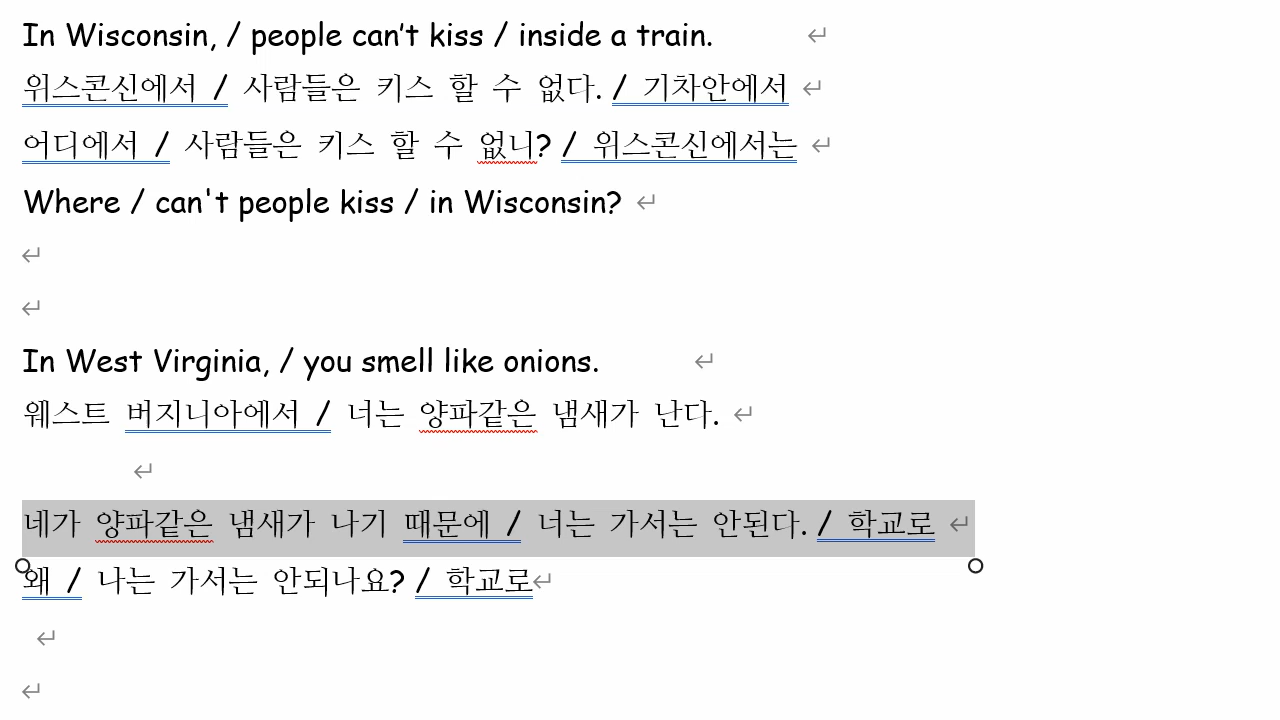 In Wisconsin, / people can’t kiss / inside a train.
위스콘신에서 / 사람들은 키스 할 수 없다. / 기차안에서
어디에서 / 사람들은 키스 할 수 없니? / 위스콘신에서는
Where / can't people kiss / in Wisconsin?
In West Virginia, / you smell like onions.
웨스트 버지니아에서 / 너는 양파같은 냄새가 난다.
네가 양파같은 냄새가 나기 때문에 / 너는 가서는 안된다. / 학교로
왜 / 나는 가서는 안되나요? / 학교로